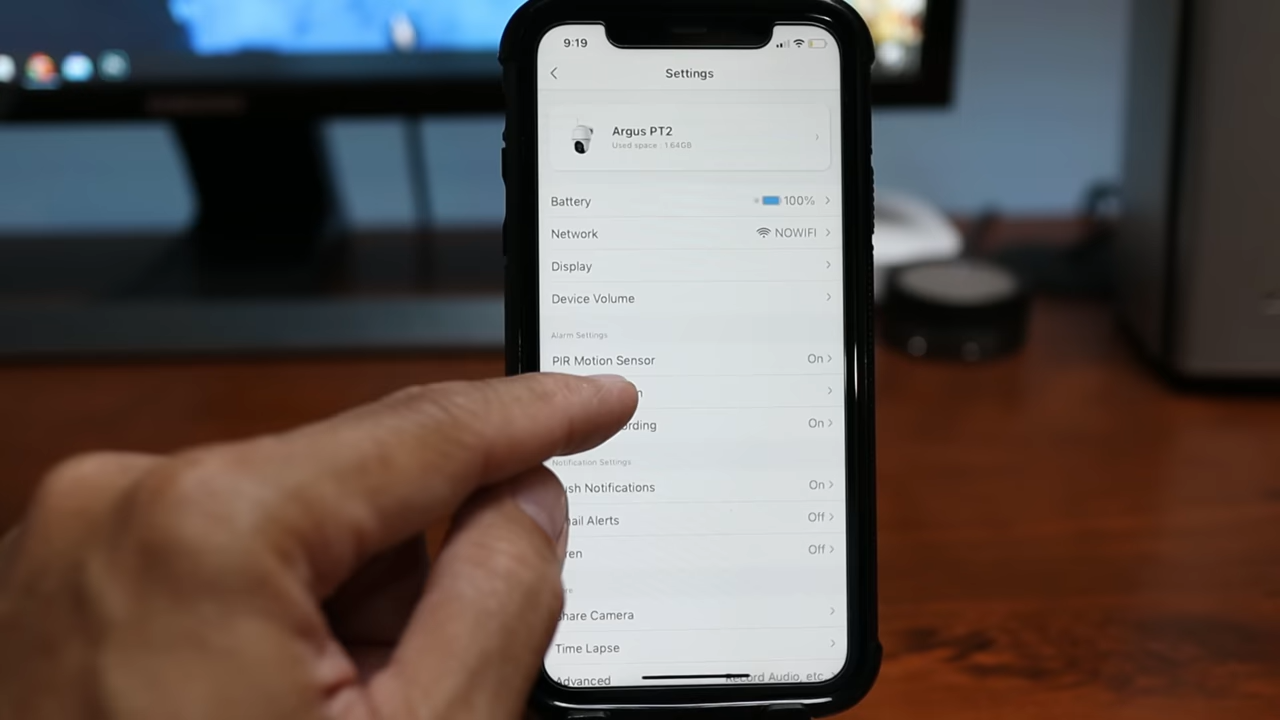 9:19
Settings
Argus PT2
Used space : 1.64GB
Battery 100%
Network NOWIFI
Display
Device Volume
Alarm Settings
PIR Motion Sensor On
n
ording On
Notification Settings
ush Notifications On
ail Alerts Off
ren Off
hare Camera
Time Lapse
Advanced Record Audio, etc.